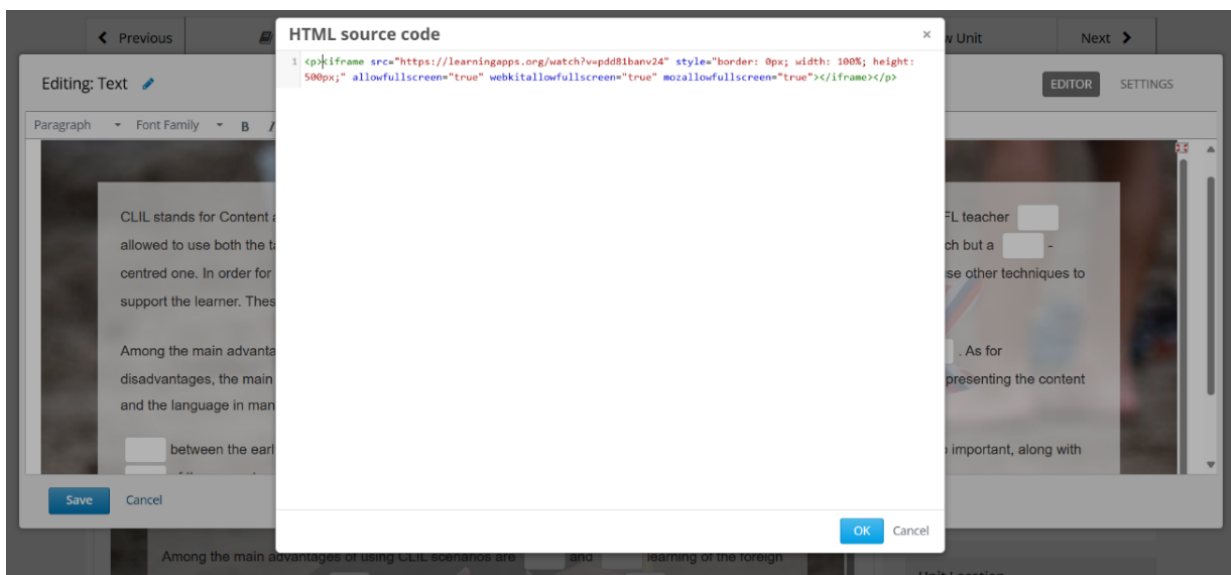 Previous
w Unit
Next
HTML source code
×
Editing: Text
EDITOR
SETTINGS
Paragraph
Font Family
B
I
1 <p><iframe src="https://learningapps.org/watch?v=pdd81banv24" style="border: 0px; width: 100%; height:
500px;" allowfullscreen="true" webkitallowfullscreen="true" mozallowfullscreen="true"></iframe></p>
CLIL stands for Content
FL teacher
allowed to use both the
ch but a -
centred one. In order for
se other techniques to
support the learner. Thes
Among the main advanta
. As for
disadvantages, the main
presenting the content
and the language in man
between the earl
important, along with
Save
Cancel
OK
Cancel
Among the main advantages of using CLIL scenarios are and learning of the foreign
Unit Location